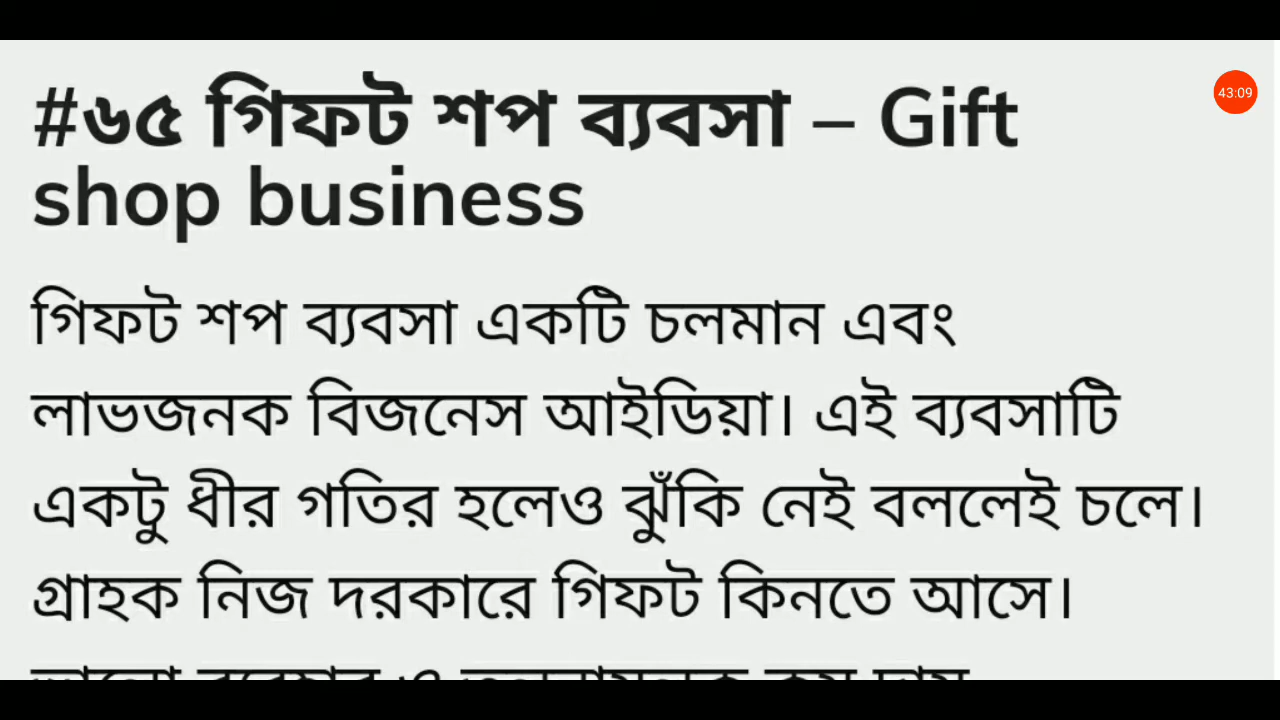 #৬৫ গিফট শপ ব্যবসা – Gift
shop business
43:09
গিফট শপ ব্যবসা একটি চলমান এবং
লাভজনক বিজনেস আইডিয়া। এই ব্যবসাটি
একটু ধীর গতির হলেও ঝুঁকি নেই বললেই চলে।
গ্রাহক নিজ দরকারে গিফট কিনতে আসে।